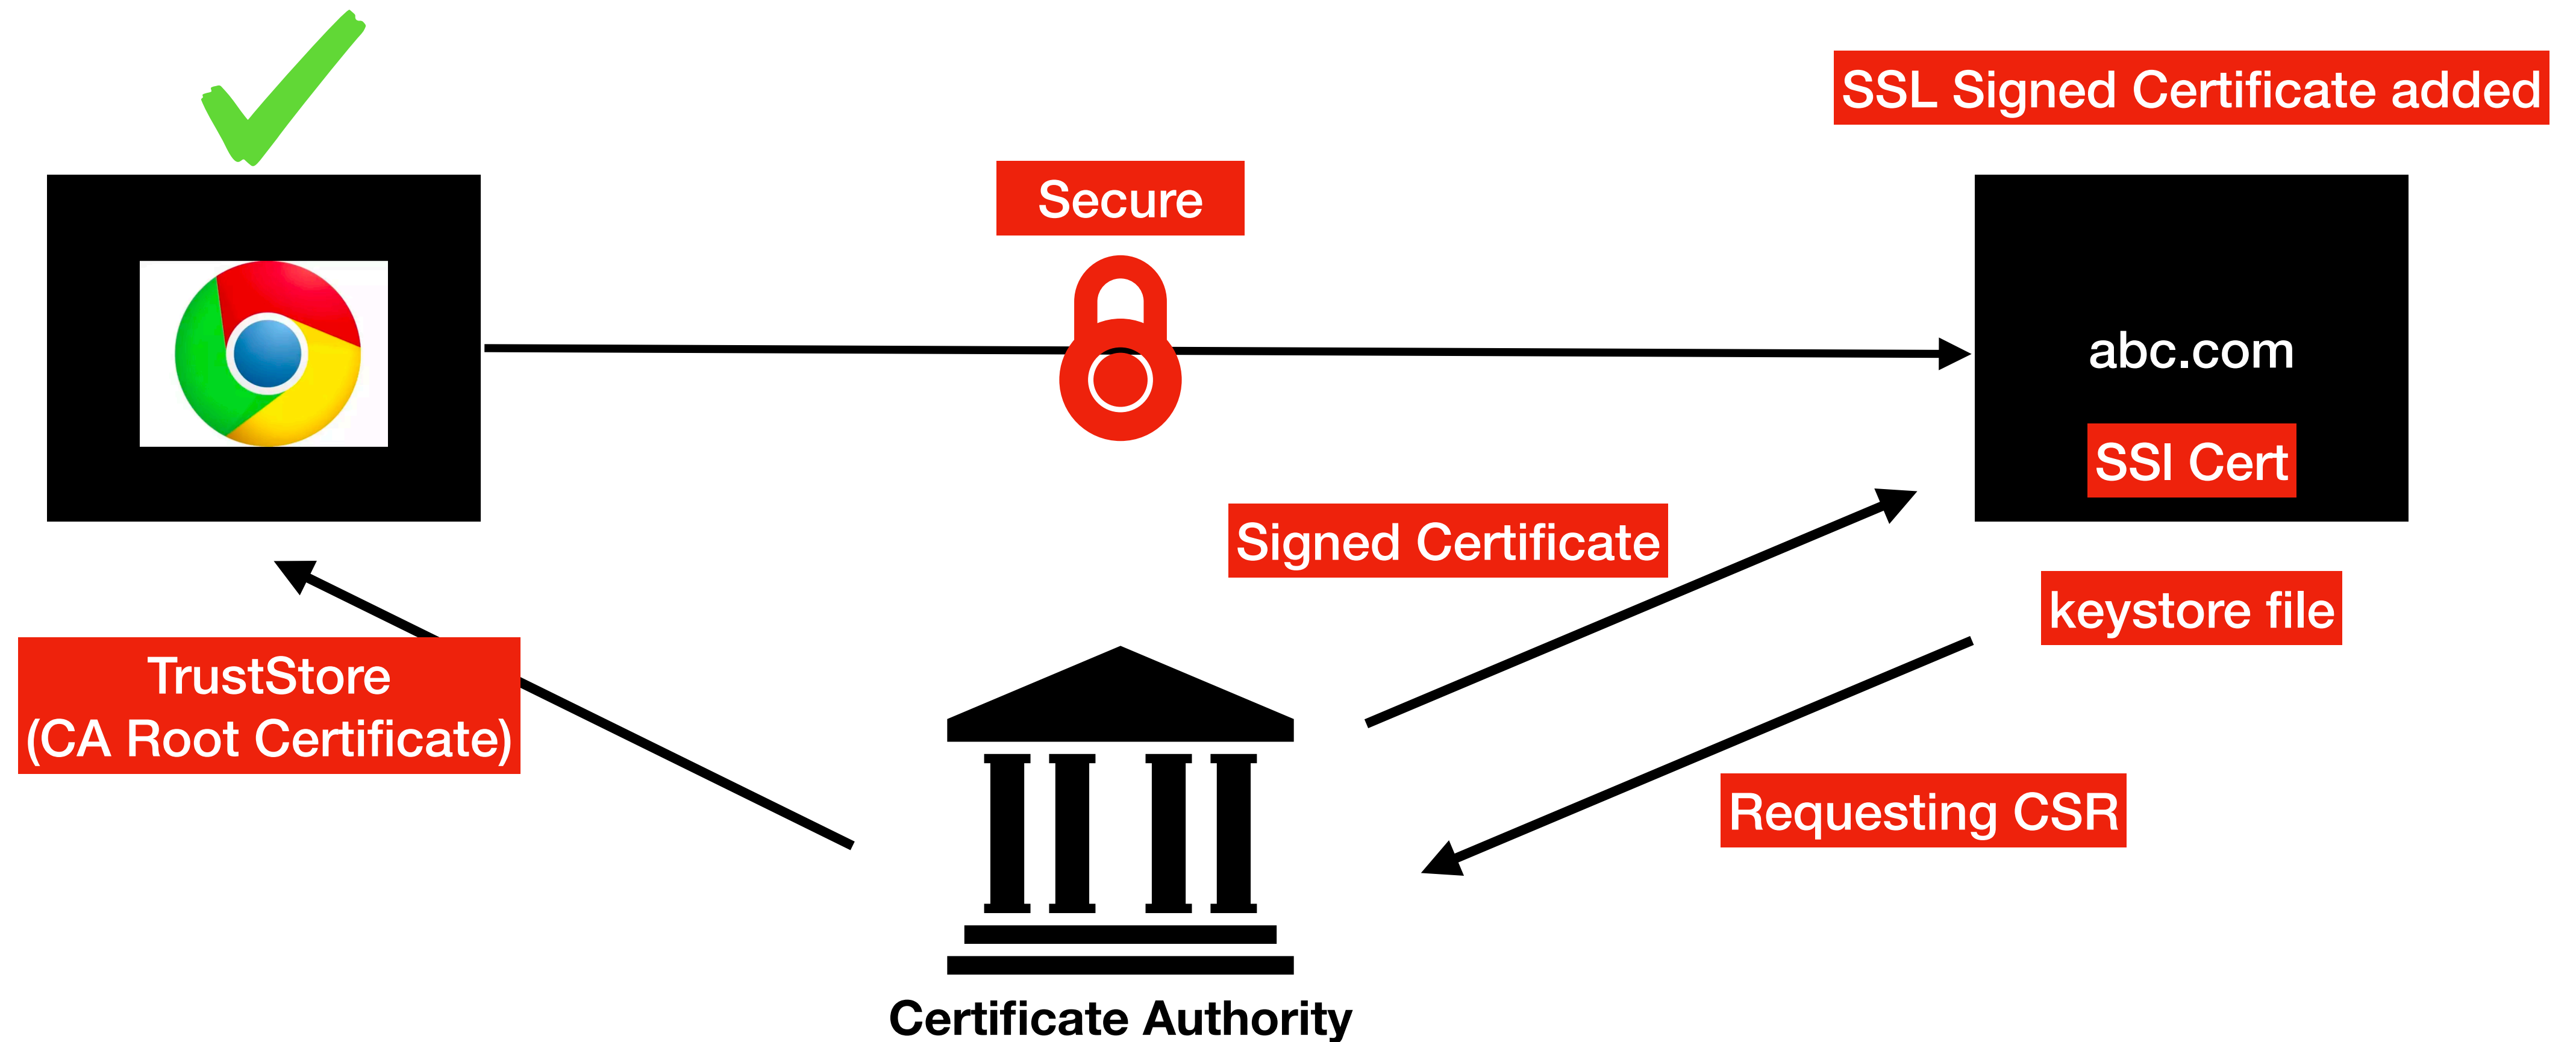 SSL Signed Certificate added
Secure
abc.com
SSl Cert
Signed Certificate
keystore file
TrustStore
(CA Root Certificate)
Requesting CSR
Certificate Authority